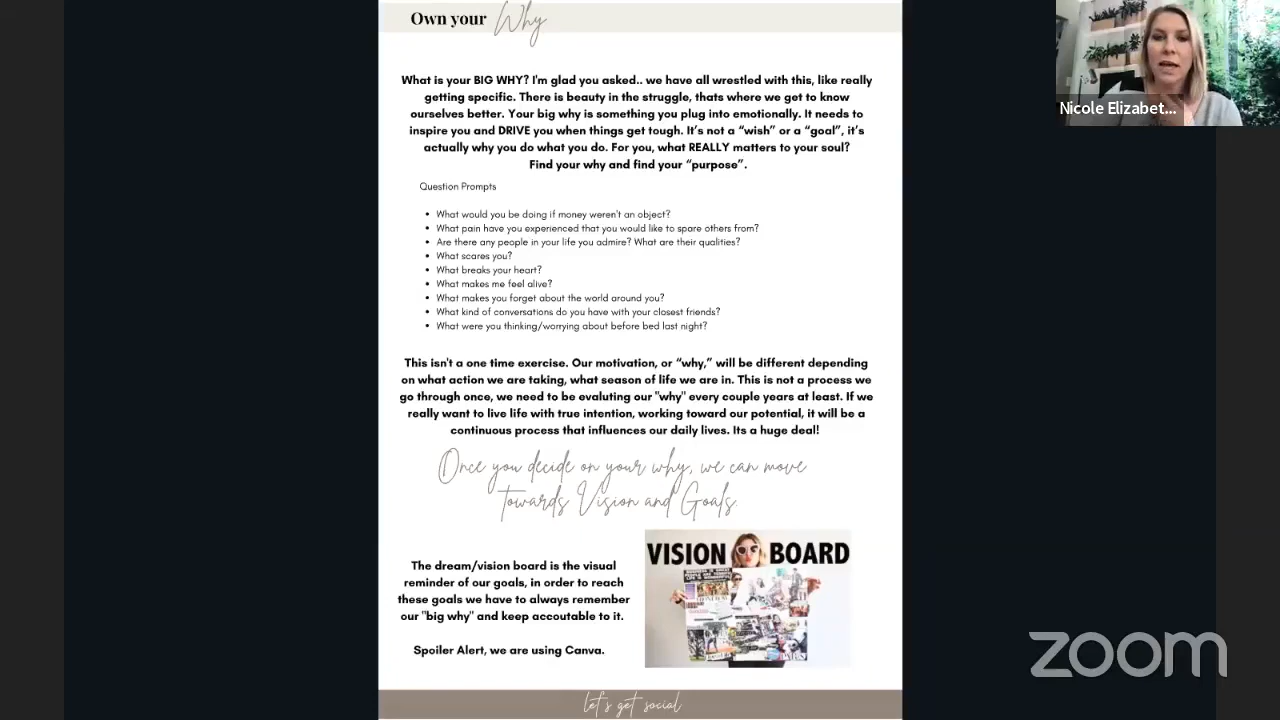 Own your Why
Nicole Elizabet...
What is your BIG WHY? I'm glad you asked.. we have all wrestled with this, like really
getting specific. There is beauty in the struggle, thats where we get to know
ourselves better. Your big why is something you plug into emotionally. It needs to
inspire you and DRIVE you when things get tough. It’s not a “wish” or a “goal”, it’s
actually why you do what you do. For you, what REALLY matters to your soul?
Find your why and find your “purpose”.
Question Prompts
• What would you be doing if money weren't an object?
• What pain have you experienced that you would like to spare others from?
• Are there any people in your life you admire? What are their qualities?
• What scares you?
• What breaks your heart?
• What makes me feel alive?
• What makes you forget about the world around you?
• What kind of conversations do you have with your closest friends?
• What were you thinking/worrying about before bed last night?
This isn't a one time exercise. Our motivation, or “why,” will be different depending
on what action we are taking, what season of life we are in. This is not a process we
go through once, we need to be evaluting our "why" every couple years at least. If we
really want to live life with true intention, working toward our potential, it will be a
continuous process that influences our daily lives. Its a huge deal!
Once you decide on your why, we can move
towards Vision and Goals.
The dream/vision board is the visual
reminder of our goals, in order to reach
these goals we have to always remember
our "big why" and keep accoutable to it.
Spoiler Alert, we are using Canva.
VISION BOARD
let's get social
zoom